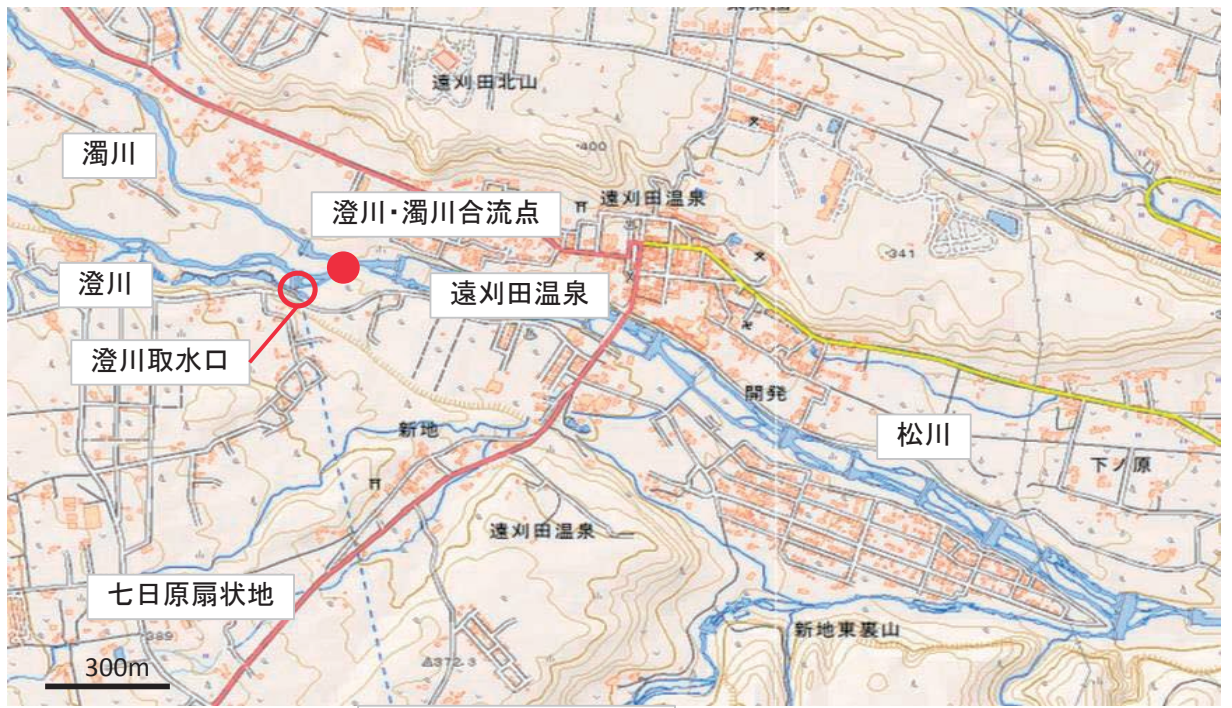 遠刈田北山
濁川
・400
澄川・濁川合流点
遠刈田温泉
・341
澄川
遠刈田温泉
澄川取水口
開発
新地
松川
下ノ原
遠刈田温泉
七日原扇状地
新地東裏山
・389
△372.3
300m